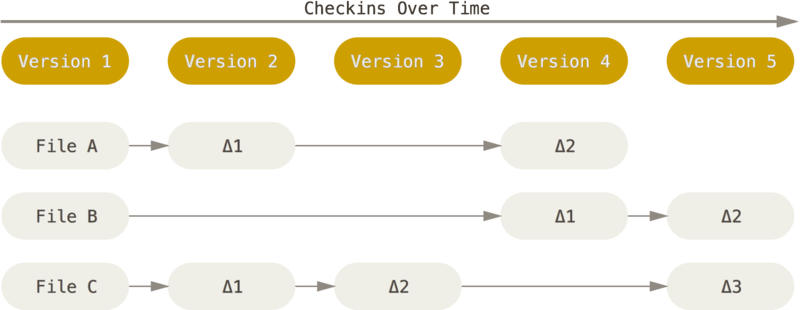 Checkins Over Time
Version 1 Version 2 Version 3 Version 4 Version 5
File A Δ1 Δ2
File B Δ1 Δ2
File C Δ1 Δ2 Δ3